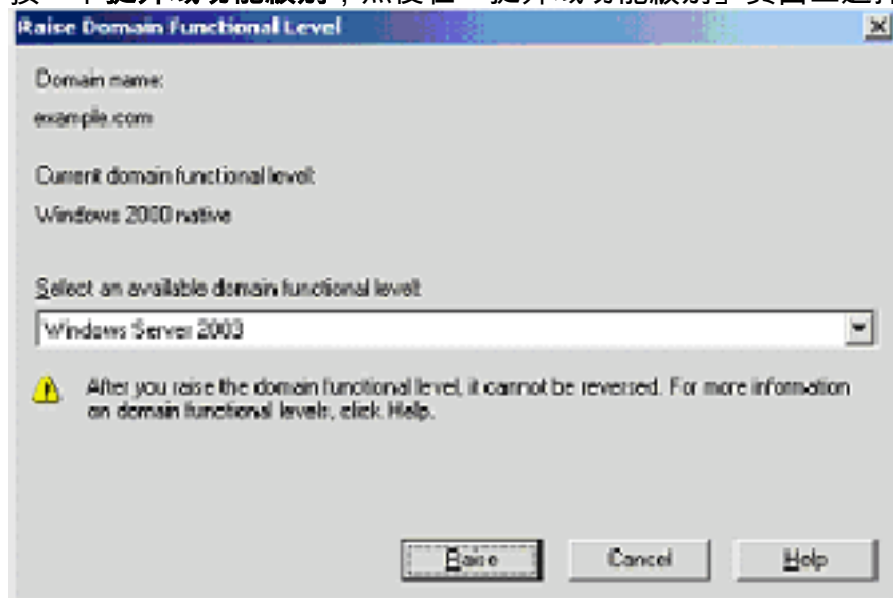 Raise Domain Functional Level
Domain name:
example.com
Current domain functional level:
Windows 2000 native
Select an available domain functional level:
Windows Server 2003
After you raise the domain functional level, it cannot be reversed. For more information
on domain functional levels, click Help.
Raise Cancel Help